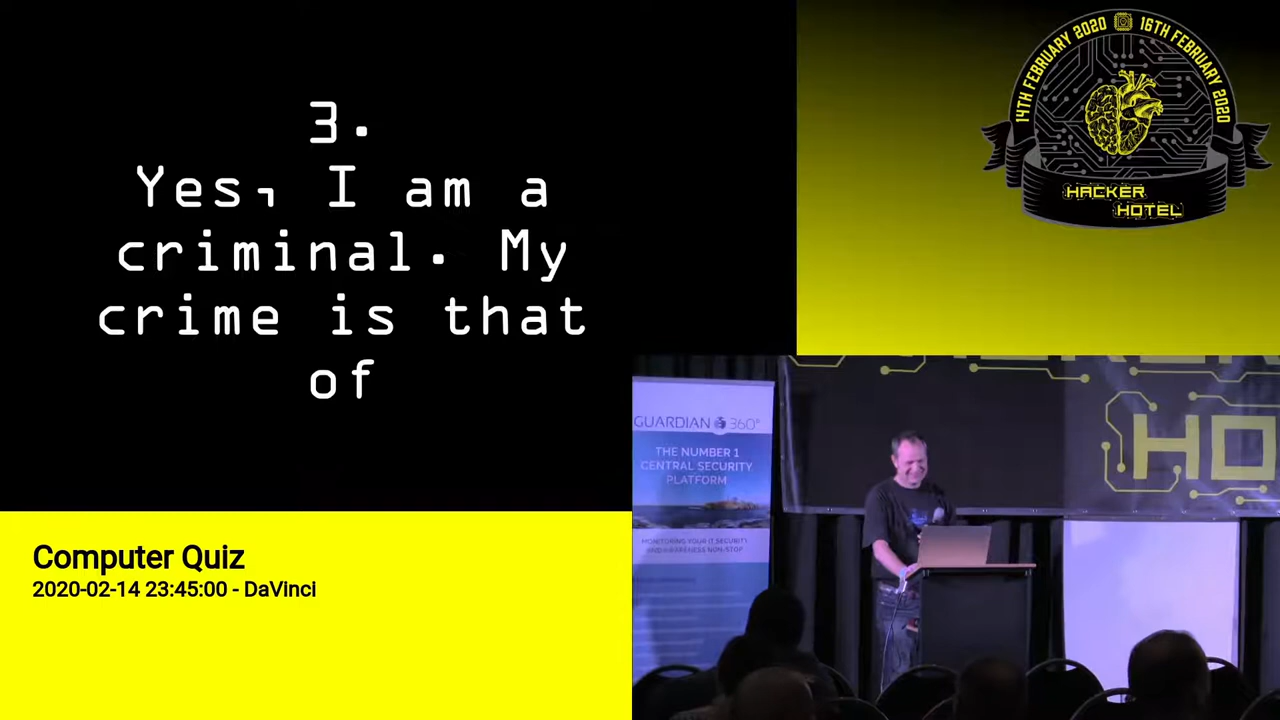 3.
Yes, I am a
criminal. My
crime is that
of
14TH FEBRUARY 2020
16TH FEBRUARY 2020
HACKER
HOTEL
GUARDIAN 360°
THE NUMBER 1
CENTRAL SECURITY
PLATFORM
MONITORING YOUR IT SECURITY
AND AWARENESS NON-STOP
HO
Computer Quiz
2020-02-14 23:45:00 - DaVinci